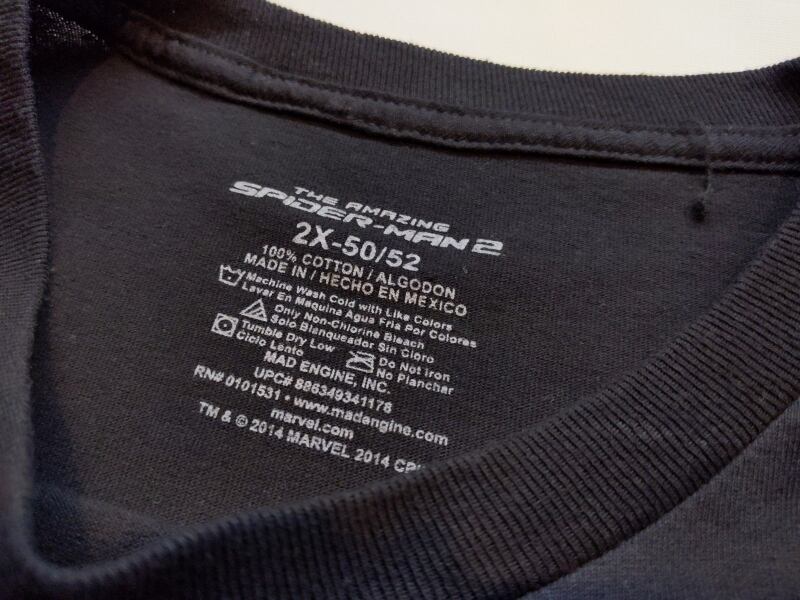 THE AMAZING
SPIDER-MAN 2
2X-50/52
100% COTTON / ALGODON
MADE IN / HECHO EN MEXICO
Machine Wash Cold with Like Colors
Lavar En Maquina Agua Fria Por Colores
Only Non-Chlorine Bleach
Solo Blanqueador Sin Cloro
Tumble Dry Low
Ciclo Lento
Do Not Iron
No Planchar
MAD ENGINE, INC.
UPC# 886349341178
RN# 0101531 • www.madengine.com
marvel.com
TM & © 2014 MARVEL 2014